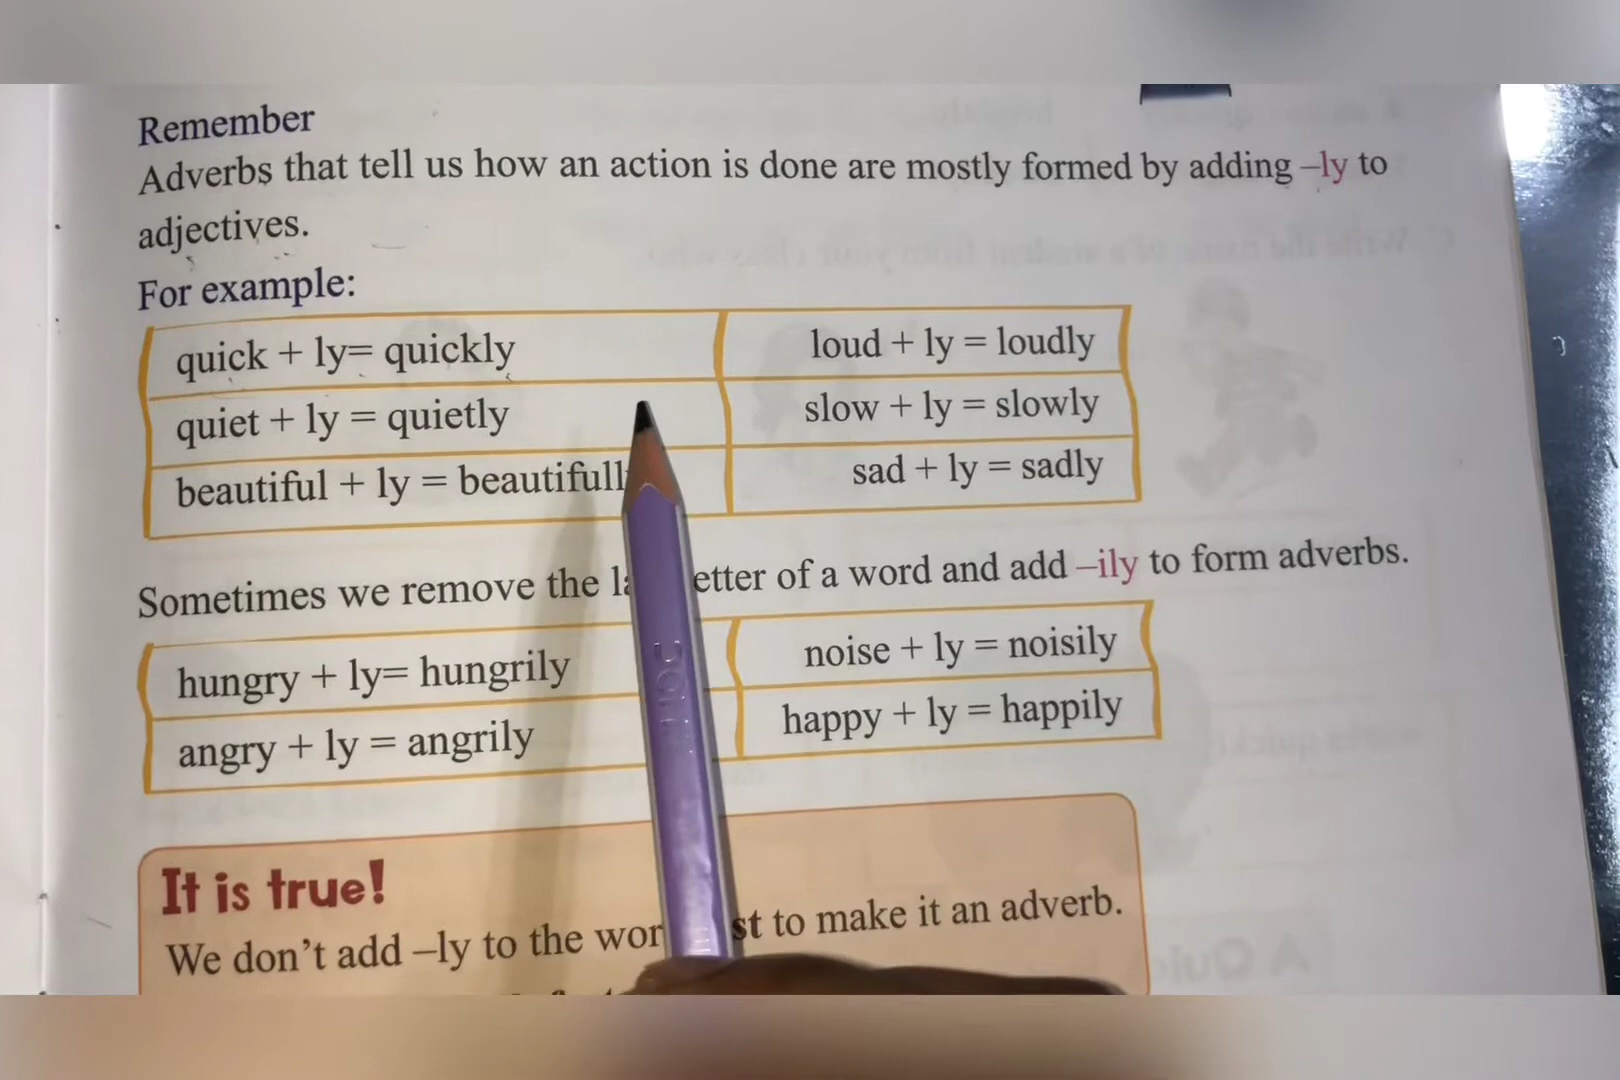 Remember
Adverbs that tell us how an action is done are mostly formed by adding –ly to
adjectives.
For example:
quick + ly= quickly
loud + ly = loudly
quiet + ly = quietly
slow + ly = slowly
beautiful + ly = beautifull
sad + ly = sadly
Sometimes we remove the etter of a word and add –ily to form adverbs.
hungry + ly= hungrily
noise + ly = noisily
angry + ly = angrily
happy + ly = happily
It is true!
We don't add –ly to the wor st to make it an adverb.